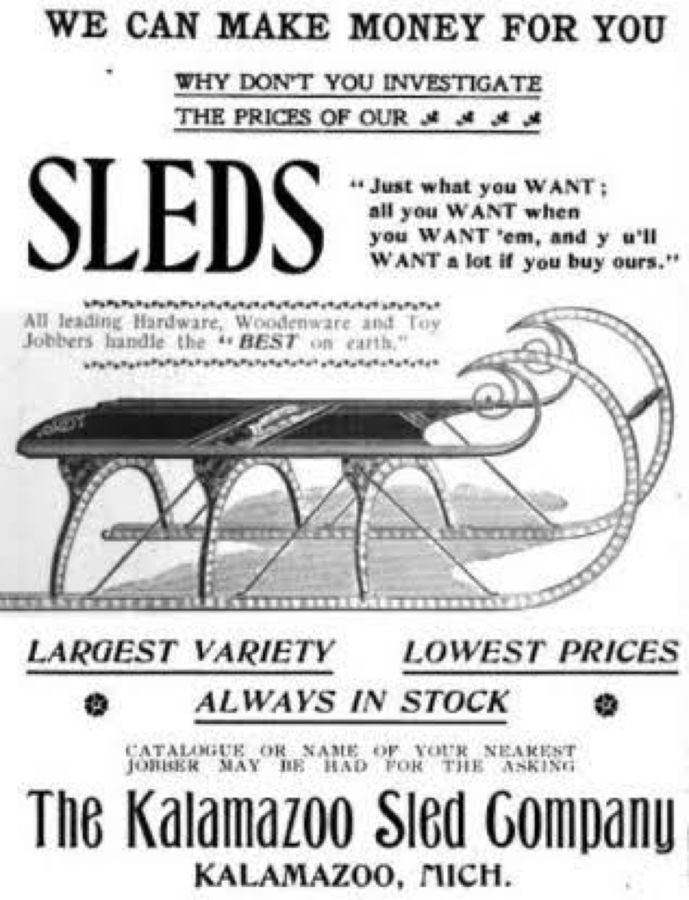 WE CAN MAKE MONEY FOR YOU
WHY DON'T YOU INVESTIGATE
THE PRICES OF OUR
SLEDS
"Just what you WANT;
all you WANT when
you WANT 'em, and y u'll
WANT a lot if you buy ours."
All leading Hardware, Woodenware and Toy
Jobbers handle the "BEST on earth."
LARGEST VARIETY LOWEST PRICES
ALWAYS IN STOCK
CATALOGUE OR NAME OF YOUR NEAREST
JOBBER MAY BE HAD FOR THE ASKING
The Kalamazoo Sled Company
KALAMAZOO, MICH.